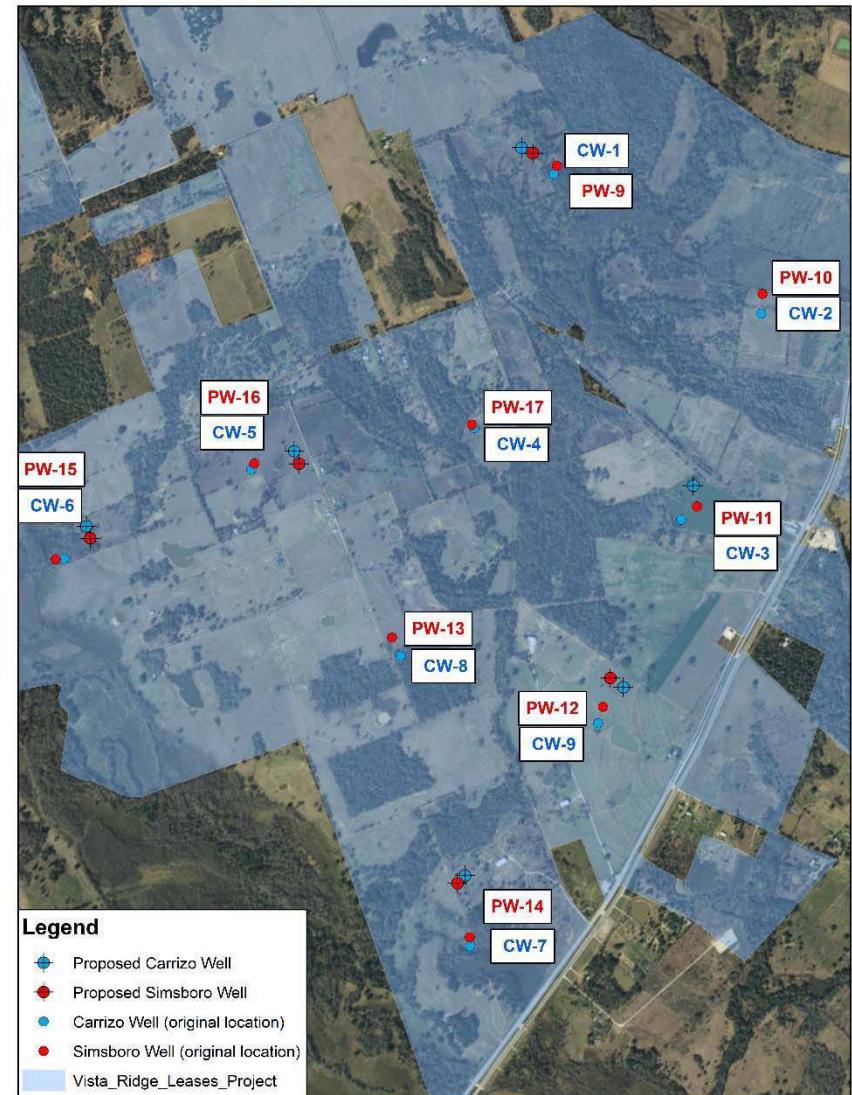 CW-1
PW-9
PW-10
CW-2
PW-16
CW-5
PW-17
CW-4
PW-15
CW-6
PW-11
CW-3
PW-13
CW-8
PW-12
CW-9
PW-14
CW-7
Legend
Proposed Carrizo Well
Proposed Simsboro Well
Carrizo Well (original location)
Simsboro Well (original location)
Vista_Ridge_Leases_Project